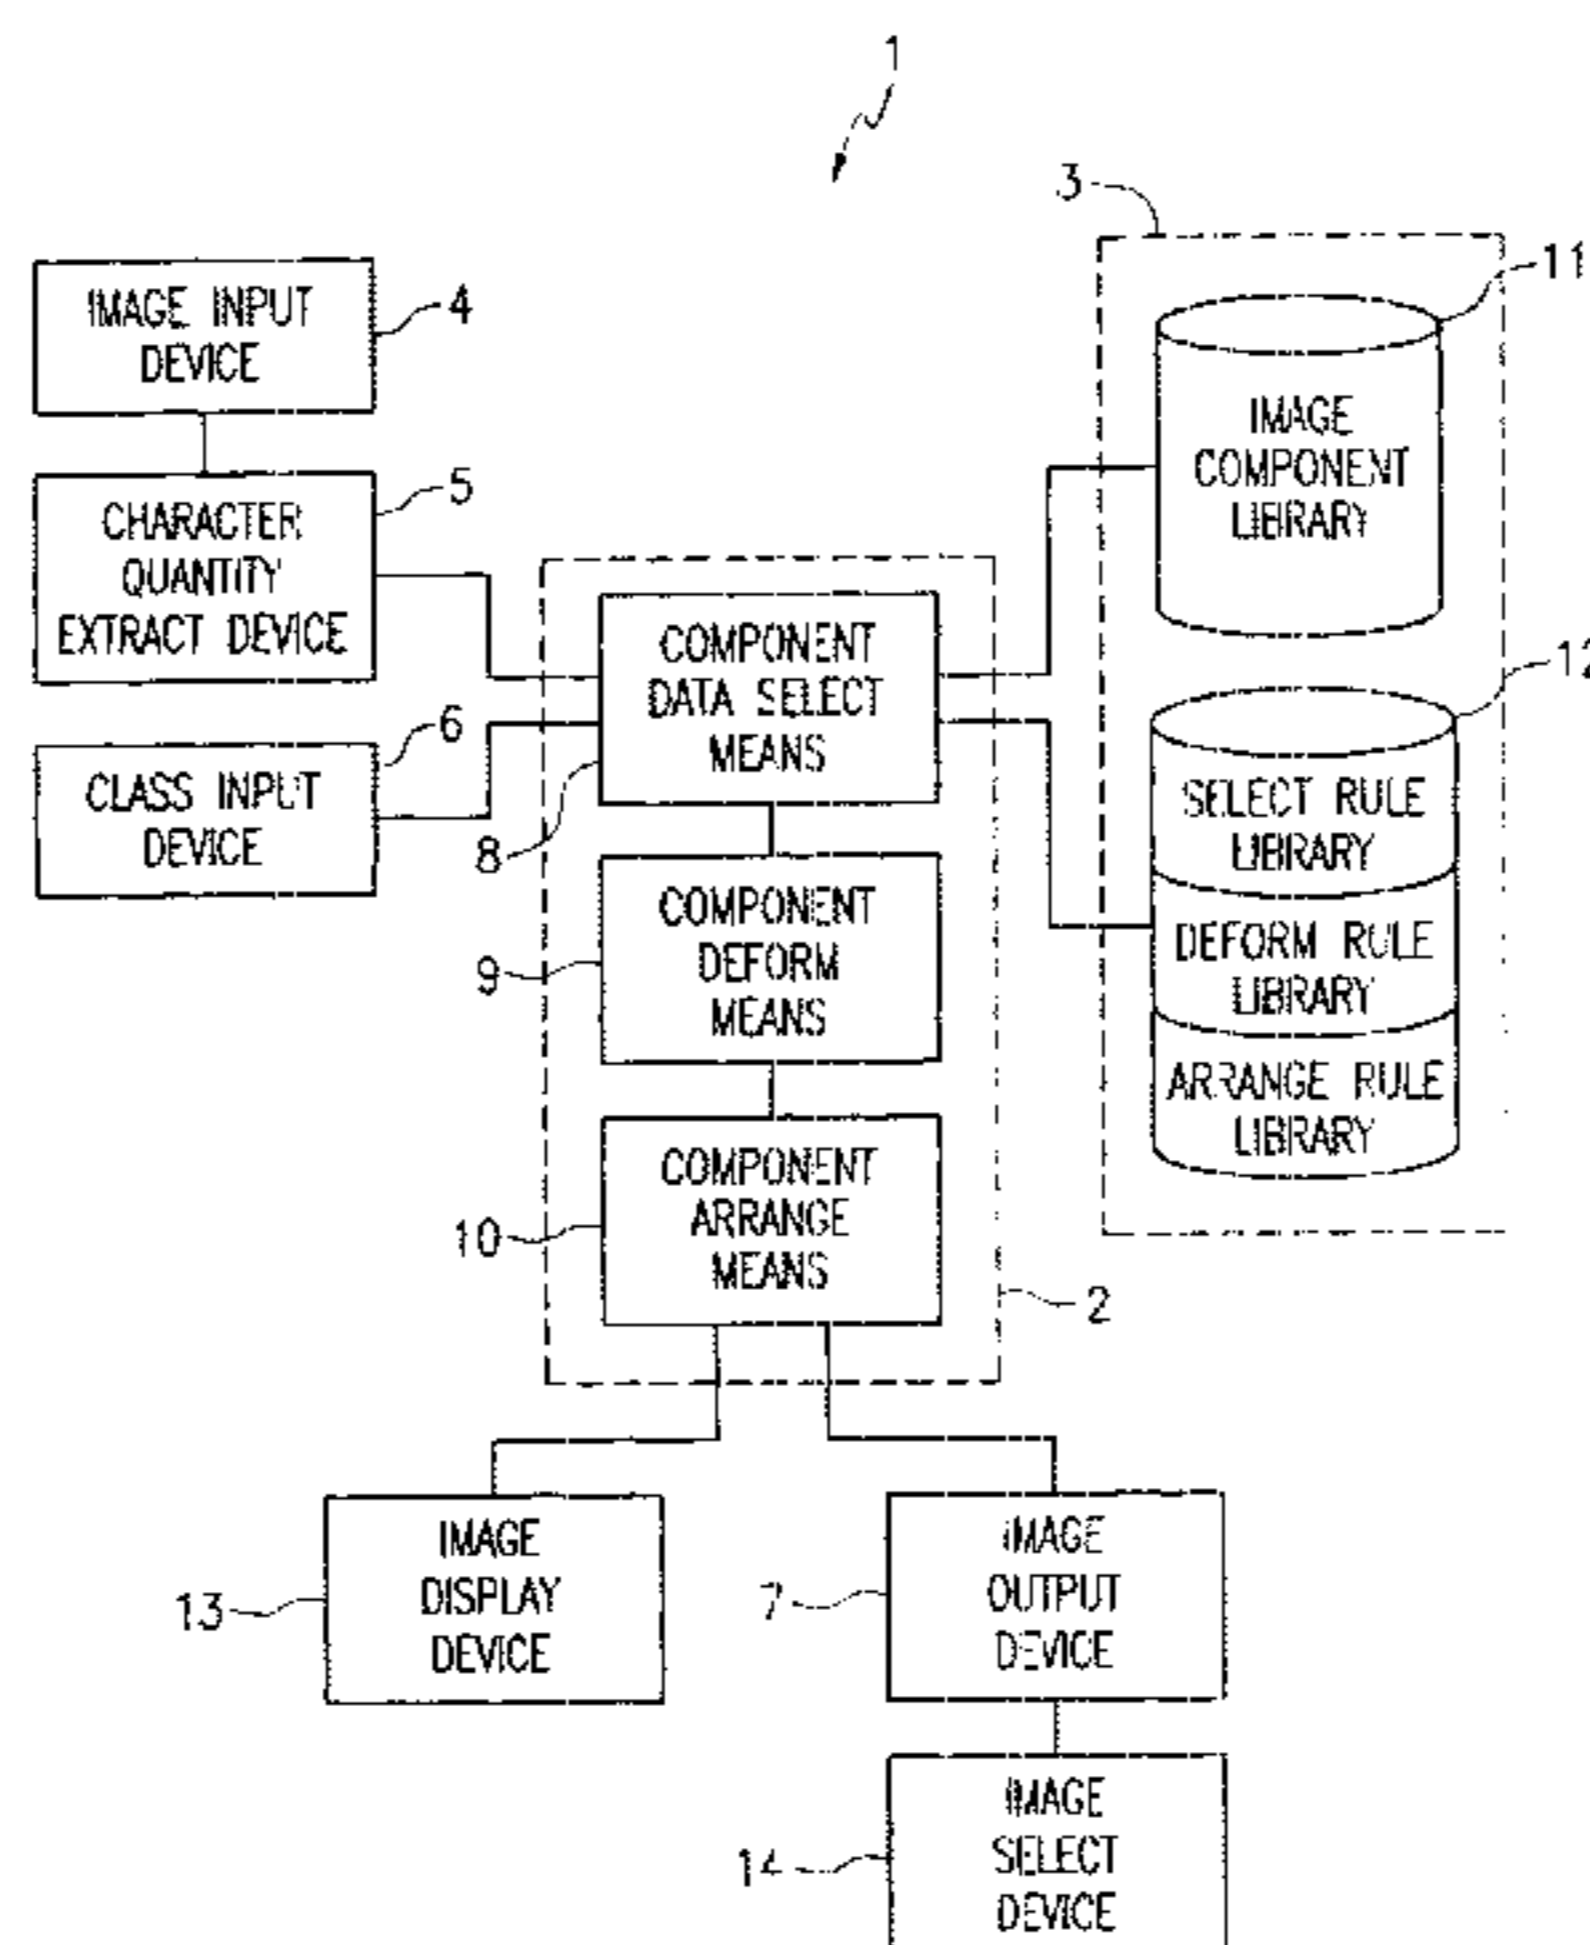 1
3
11
IMAGE INPUT
DEVICE
4
IMAGE
COMPONENT
LIBRARY
CHARACTER
QUANTITY
EXTRACT DEVICE
5
COMPONENT
DATA SELECT
MEANS
8
12
CLASS INPUT
DEVICE
6
SELECT RULE
LIBRARY
DEFORM RULE
LIBRARY
ARRANGE RULE
LIBRARY
COMPONENT
DEFORM
MEANS
9
COMPONENT
ARRANGE
MEANS
10
2
IMAGE
DISPLAY
DEVICE
13
IMAGE
OUTPUT
DEVICE
7
IMAGE
SELECT
DEVICE
14